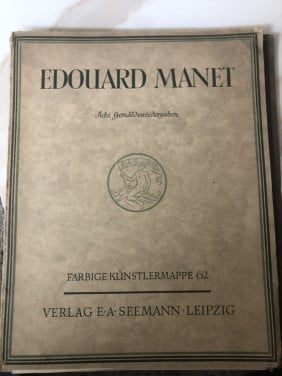 EDOUARD MANET
Acht Gemäldewiedergaben.
FARBIGE KÜNSTLERMAPPE 62
VERLAG E·A·SEEMANN·LEIPZIG